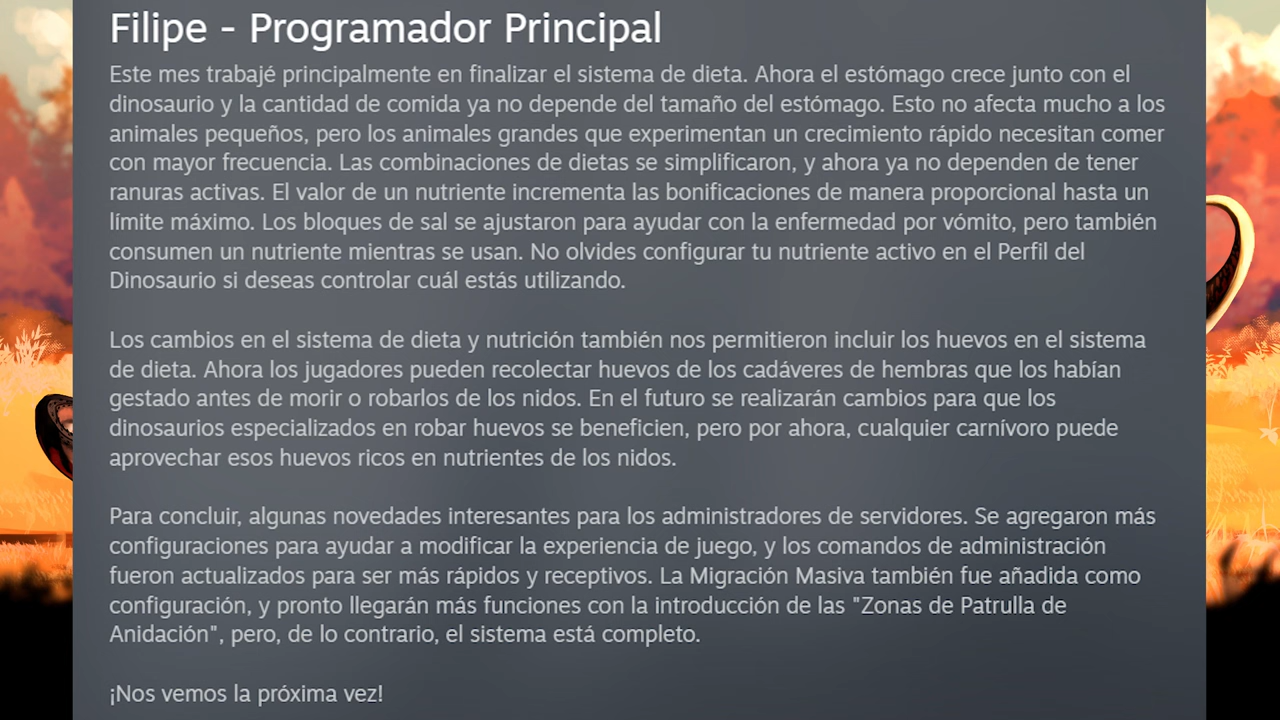 Filipe - Programador Principal
Este mes trabajé principalmente en finalizar el sistema de dieta. Ahora el estómago crece junto con el
dinosaurio y la cantidad de comida ya no depende del tamaño del estómago. Esto no afecta mucho a los
animales pequeños, pero los animales grandes que experimentan un crecimiento rápido necesitan comer
con mayor frecuencia. Las combinaciones de dietas se simplificaron, y ahora ya no dependen de tener
ranuras activas. El valor de un nutriente incrementa las bonificaciones de manera proporcional hasta un
límite máximo. Los bloques de sal se ajustaron para ayudar con la enfermedad por vómito, pero también
consumen un nutriente mientras se usan. No olvides configurar tu nutriente activo en el Perfil del
Dinosaurio si deseas controlar cuál estás utilizando.
Los cambios en el sistema de dieta y nutrición también nos permitieron incluir los huevos en el sistema
de dieta. Ahora los jugadores pueden recolectar huevos de los cadáveres de hembras que los habían
gestado antes de morir o robarlos de los nidos. En el futuro se realizarán cambios para que los
dinosaurios especializados en robar huevos se beneficien, pero por ahora, cualquier carnívoro puede
aprovechar esos huevos ricos en nutrientes de los nidos.
Para concluir, algunas novedades interesantes para los administradores de servidores. Se agregaron más
configuraciones para ayudar a modificar la experiencia de juego, y los comandos de administración
fueron actualizados para ser más rápidos y receptivos. La Migración Masiva también fue añadida como
configuración, y pronto llegarán más funciones con la introducción de las "Zonas de Patrulla de
Anidación", pero, de lo contrario, el sistema está completo.
¡Nos vemos la próxima vez!